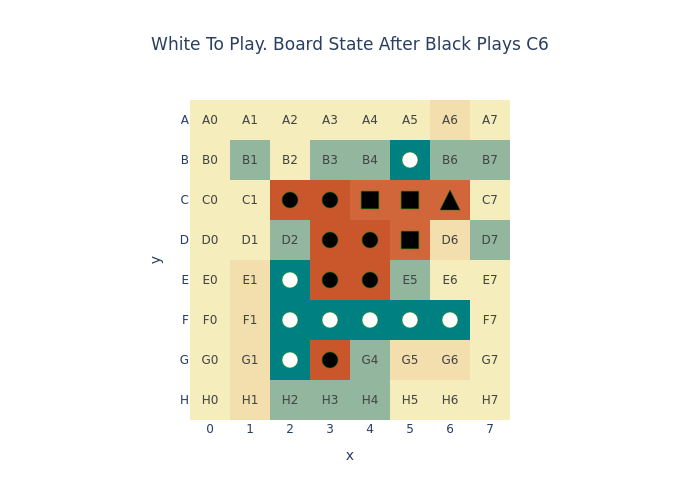 White To Play. Board State After Black Plays C6
A A0 A1 A2 A3 A4 A5 A6 A7
B B0 B1 B2 B3 B4 B6 B7
C C0 C1 C7
D D0 D1 D2 D6 D7
y
E E0 E1 E5 E6 E7
F F0 F1 F7
G G0 G1 G4 G5 G6 G7
H H0 H1 H2 H3 H4 H5 H6 H7
0 1 2 3 4 5 6 7
x